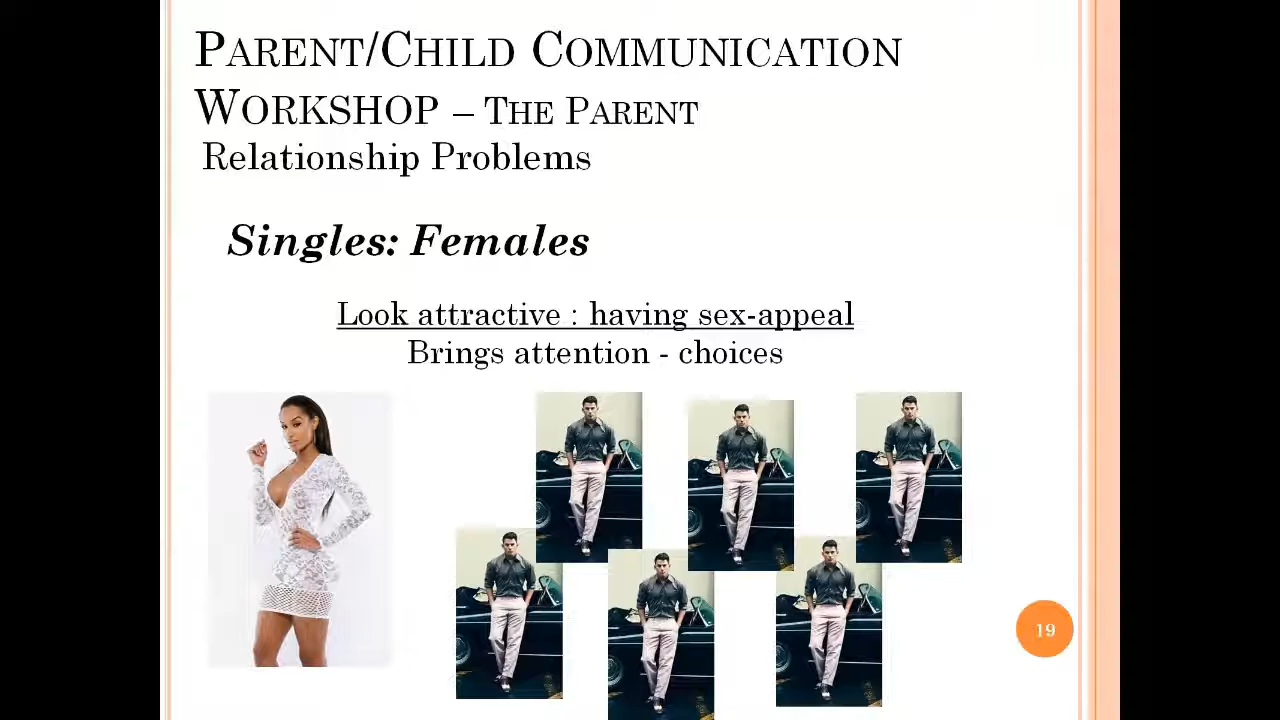 PARENT/CHILD COMMUNICATION
WORKSHOP – THE PARENT
Relationship Problems
Singles: Females
Look attractive : having sex-appeal
Brings attention - choices
19